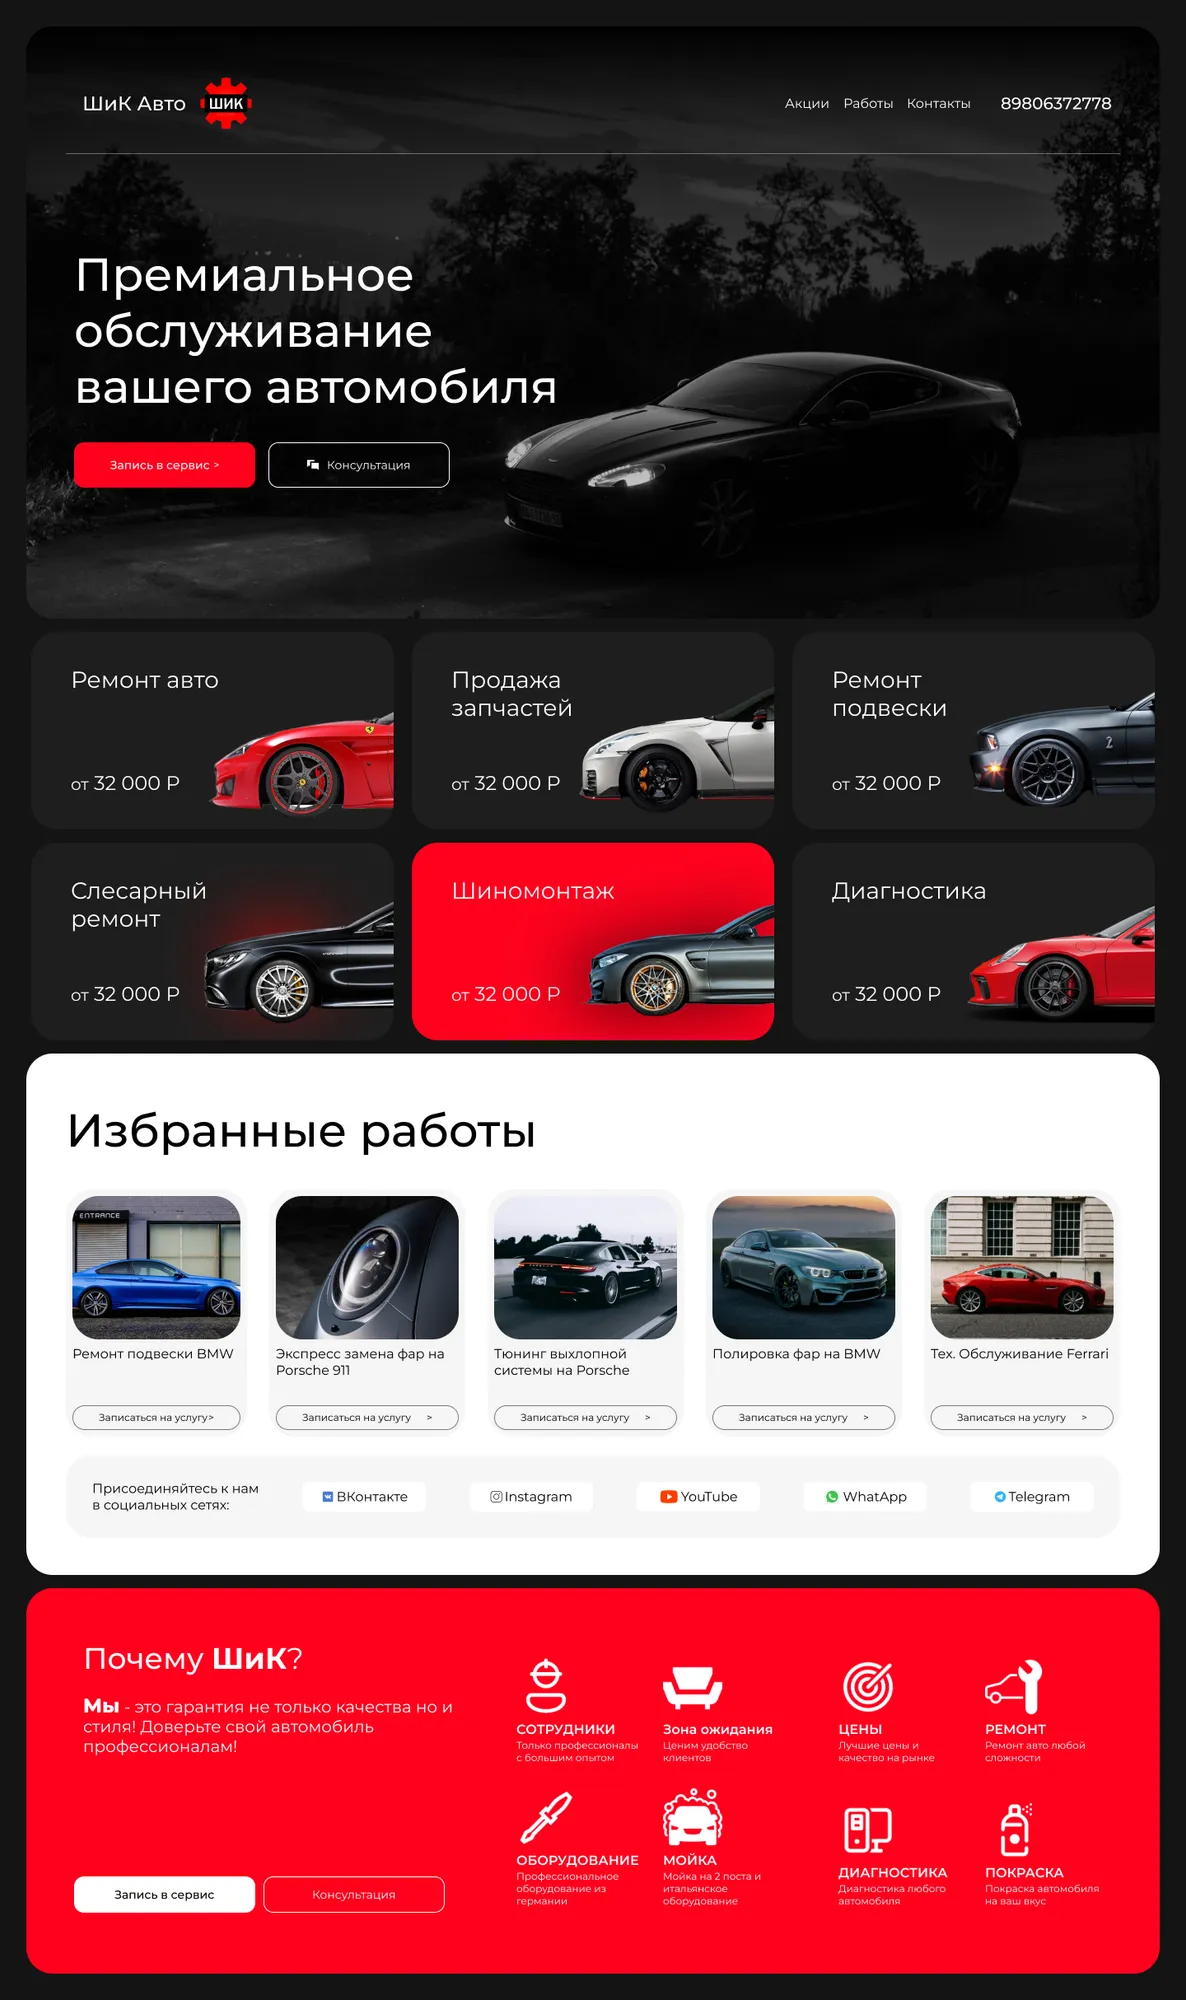 ШиК Авто
ШИК
Акции Работы Контакты 89806372778
Премиальное
обслуживание
вашего автомобиля
Запись в сервис >
Консультация
Ремонт авто
от 32 000 Р
Продажа
запчастей
от 32 000 Р
Ремонт
подвески
от 32 000 Р
Слесарный
ремонт
от 32 000 Р
Шиномонтаж
от 32 000 Р
Диагностика
от 32 000 Р
Избранные работы
ENTRANCE
Ремонт подвески BMW
Записаться на услугу>
Экспресс замена фар на
Porsche 911
Записаться на услугу >
Тюнинг выхлопной
системы на Porsche
Записаться на услугу >
Полировка фар на BMW
Записаться на услугу >
Тех. Обслуживание Ferrari
Записаться на услугу >
Присоединяйтесь к нам
в социальных сетях:
ВКонтакте
Instagram
YouTube
WhatApp
Telegram
Почему ШиК?
Мы - это гарантия не только качества но и
стиля! Доверьте свой автомобиль
профессионалам!
Запись в сервис
Консультация
СОТРУДНИКИ
Только профессионалы
с большим опытом
Зона ожидания
Ценим удобство
клиентов
ЦЕНЫ
Лучшие цены и
качество на рынке
РЕМОНТ
Ремонт авто любой
сложности
ОБОРУДОВАНИЕ
Профессиональное
оборудование из
германии
МОЙКА
Мойка на 2 поста и
итальянское
оборудование
ДИАГНОСТИКА
Диагностика любого
автомобиля
ПОКРАСКА
Покраска автомобиля
на ваш вкус